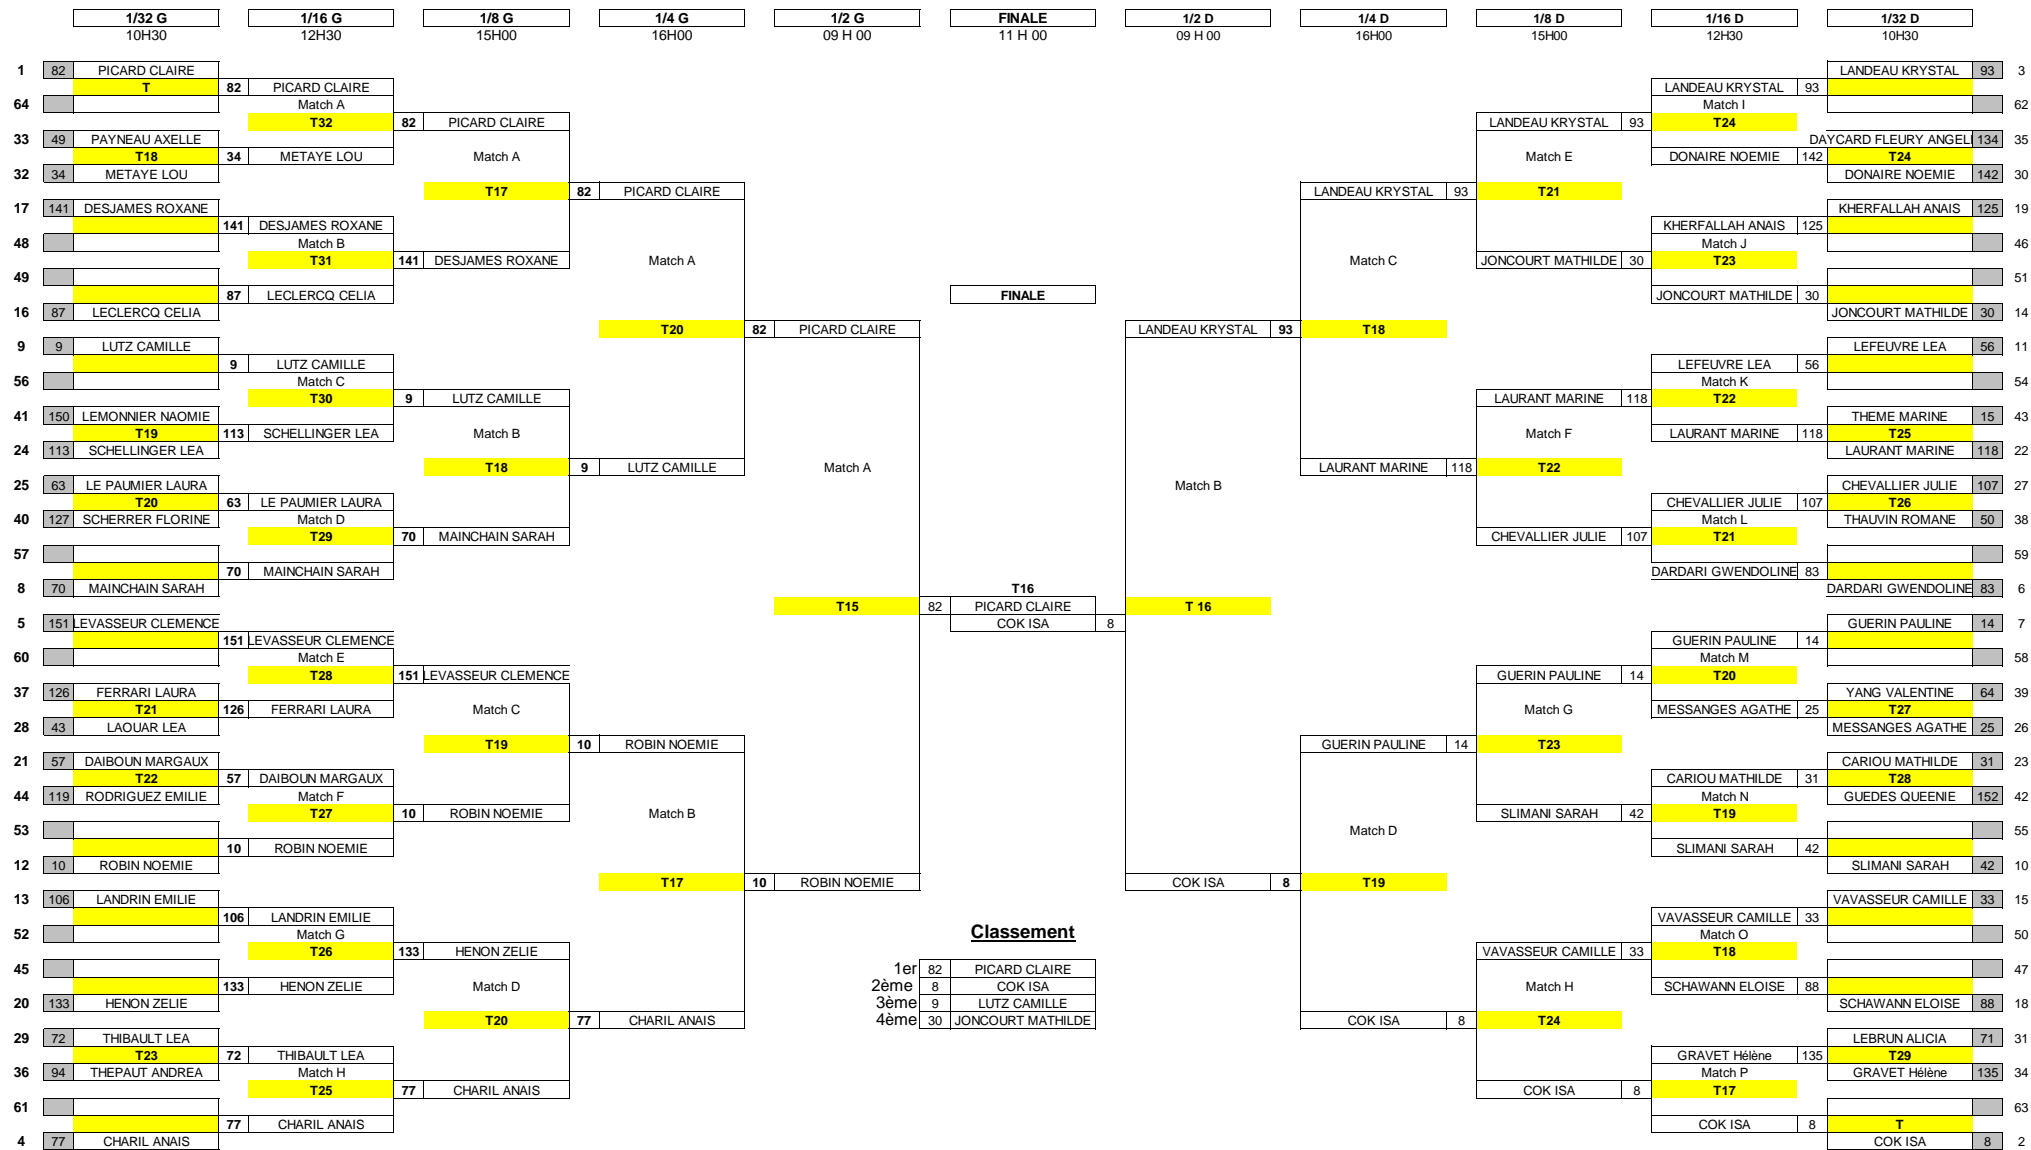 1/32 G 1/16 G 1/8 G 1/4 G 1/2 G FINALE 1/2 D 1/4 D 1/8 D 1/16 D 1/32 D
10H30 12H30 15H00 16H00 09 H 00 11 H 00 09 H 00 16H00 15H00 12H30 10H30
1 82 PICARD CLAIRE LANDEAU KRYSTAL 93 3
T 82 PICARD CLAIRE LANDEAU KRYSTAL 93
64 Match A Match I 62
T32 82 PICARD CLAIRE LANDEAU KRYSTAL 93 T24
33 49 PAYNEAU AXELLE DAYCARD FLEURY ANGELI 134 35
T18 34 METAYE LOU Match A Match E DONAIRE NOEMIE 142 T24
32 34 METAYE LOU DONAIRE NOEMIE 142 30
T17 82 PICARD CLAIRE LANDEAU KRYSTAL 93 T21
17 141 DESJAMES ROXANE KHERFALLAH ANAIS 125 19
141 DESJAMES ROXANE KHERFALLAH ANAIS 125
48 Match B Match J 46
T31 141 DESJAMES ROXANE Match A Match C JONCOURT MATHILDE 30 T23
49 51
87 LECLERCQ CELIA FINALE JONCOURT MATHILDE 30
16 87 LECLERCQ CELIA JONCOURT MATHILDE 30 14
T20 82 PICARD CLAIRE LANDEAU KRYSTAL 93 T18
9 9 LUTZ CAMILLE LEFEUVRE LEA 56 11
9 LUTZ CAMILLE LEFEUVRE LEA 56
56 Match C Match K 54
T30 9 LUTZ CAMILLE LAURANT MARINE 118 T22
41 150 LEMONNIER NAOMIE THEME MARINE 15 43
T19 113 SCHELLINGER LEA Match B Match F LAURANT MARINE 118 T25
24 113 SCHELLINGER LEA LAURANT MARINE 118 22
T18 9 LUTZ CAMILLE Match A LAURANT MARINE 118 T22
25 63 LE PAUMIER LAURA Match B CHEVALLIER JULIE 107 27
T20 63 LE PAUMIER LAURA CHEVALLIER JULIE 107 T26
40 127 SCHERRER FLORINE Match D Match L THAUVIN ROMANE 50 38
T29 70 MAINCHAIN SARAH CHEVALLIER JULIE 107 T21
57 59
70 MAINCHAIN SARAH DARDARI GWENDOLINE 83
8 70 MAINCHAIN SARAH T16 DARDARI GWENDOLINE 83 6
T15 82 PICARD CLAIRE T 16
5 151 LEVASSEUR CLEMENCE COK ISA 8 GUERIN PAULINE 14 7
151 LEVASSEUR CLEMENCE GUERIN PAULINE 14
60 Match E Match M 58
T28 151 LEVASSEUR CLEMENCE GUERIN PAULINE 14 T20
37 126 FERRARI LAURA YANG VALENTINE 64 39
T21 126 FERRARI LAURA Match C Match G MESSANGES AGATHE 25 T27
28 43 LAOUAR LEA MESSANGES AGATHE 25 26
T19 10 ROBIN NOEMIE GUERIN PAULINE 14 T23
21 57 DAIBOUN MARGAUX CARIOU MATHILDE 31 23
T22 57 DAIBOUN MARGAUX CARIOU MATHILDE 31 T28
44 119 RODRIGUEZ EMILIE Match F Match N GUEDES QUEENIE 152 42
T27 10 ROBIN NOEMIE Match B SLIMANI SARAH 42 T19
53 Match D 55
10 ROBIN NOEMIE SLIMANI SARAH 42
12 10 ROBIN NOEMIE SLIMANI SARAH 42 10
T17 10 ROBIN NOEMIE COK ISA 8 T19
13 106 LANDRIN EMILIE VAVASSEUR CAMILLE 33 15
106 LANDRIN EMILIE VAVASSEUR CAMILLE 33
52 Match G Classement Match O 50
T26 133 HENON ZELIE VAVASSEUR CAMILLE 33 T18
45 1er 82 PICARD CLAIRE 47
133 HENON ZELIE Match D 2ème 8 COK ISA Match H SCHAWANN ELOISE 88
20 133 HENON ZELIE 3ème 9 LUTZ CAMILLE SCHAWANN ELOISE 88 18
T20 77 CHARIL ANAIS 4ème 30 JONCOURT MATHILDE COK ISA 8 T24
29 72 THIBAULT LEA LEBRUN ALICIA 71 31
T23 72 THIBAULT LEA GRAVET Hélène 135 T29
36 94 THEPAUT ANDREA Match H Match P GRAVET Hélène 135 34
T25 77 CHARIL ANAIS COK ISA 8 T17
61 63
77 CHARIL ANAIS COK ISA 8 T
4 77 CHARIL ANAIS COK ISA 8 2